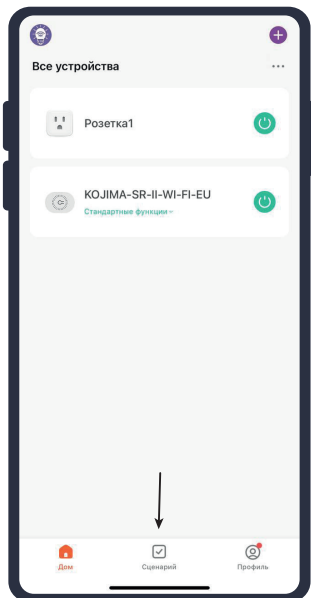 Все устройства
Розетка1
KOJIMA-SR-II-WI-FI-EU
Стандартные функции
Дом
Сценарий
Профиль